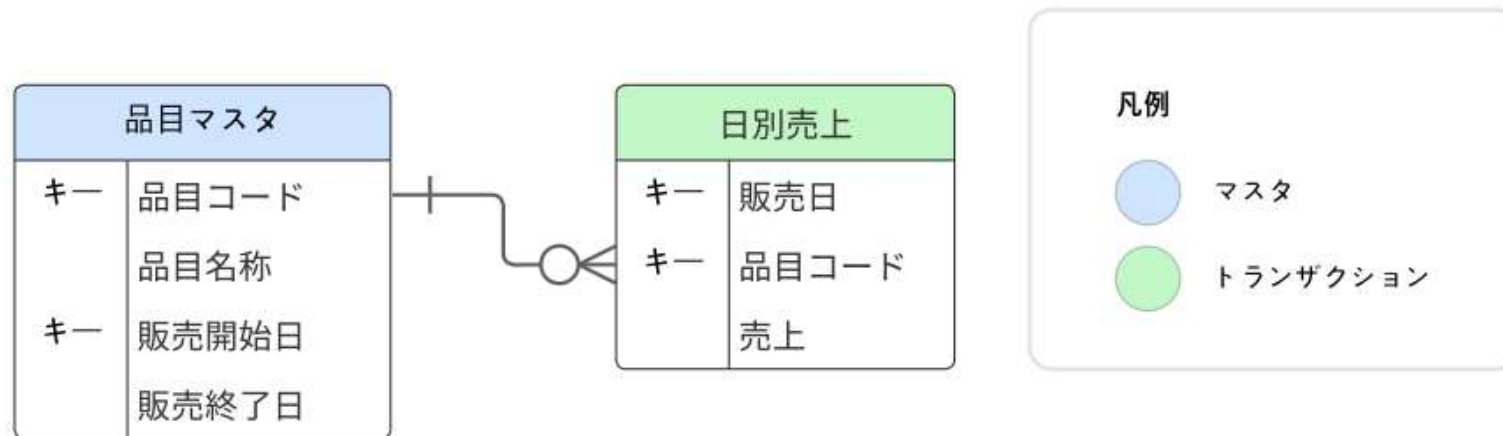 品目マスタ
キー 品目コード
品目名称
キー 販売開始日
販売終了日
日別売上
キー 販売日
キー 品目コード
売上
凡例
マスタ
トランザクション